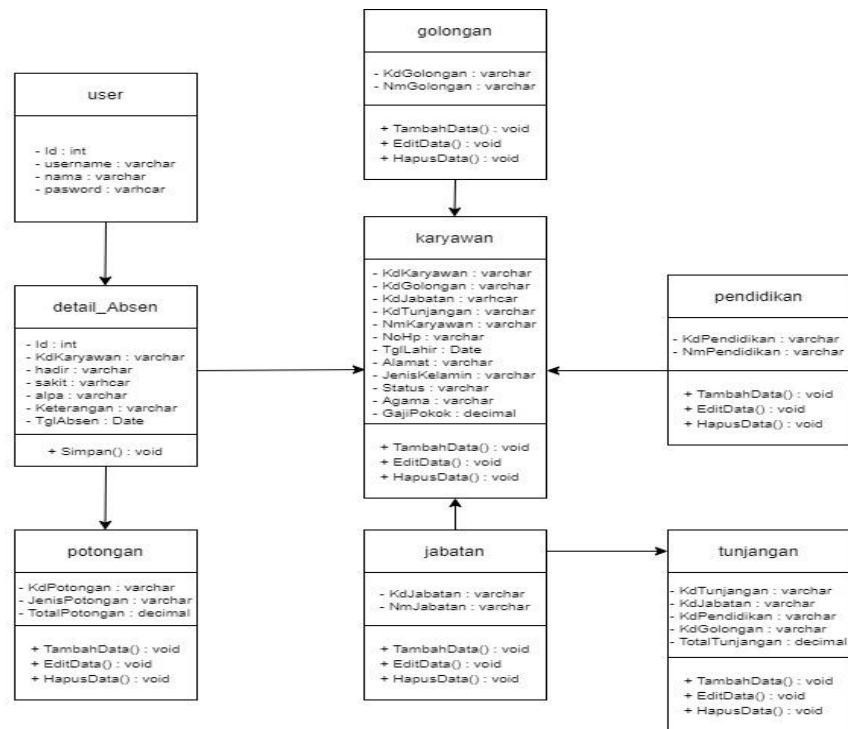 golongan
- KdGolongan : varchar
- NmGolongan : varchar
+ TambahData() : void
+ EditData() : void
+ HapusData() : void
user
- Id : int
- username : varchar
- nama : varchar
- pasword : varhcar
karyawan
- KdKaryawan : varchar
- KdGolongan : varchar
- KdJabatan : varhcar
- KdTunjangan : varchar
- NmKaryawan : varchar
- NoHp : varchar
- TglLahir : Date
- Alamat : varchar
- JenisKelamin : varchar
- Status : varchar
- Agama : varchar
- GajiPokok : decimal
+ TambahData() : void
+ EditData() : void
+ HapusData() : void
detail_Absen
- Id : int
- KdKaryawan : varchar
- hadir : varchar
- sakit : varhcar
- alpa : varchar
- Keterangan : varchar
- TglAbsen : Date
+ Simpan() : void
pendidikan
- KdPendidikan : varchar
- NmPendidikan : varchar
+ TambahData() : void
+ EditData() : void
+ HapusData() : void
potongan
- KdPotongan : varchar
- JenisPotongan : varchar
- TotalPotongan : decimal
+ TambahData() : void
+ EditData() : void
+ HapusData() : void
jabatan
- KdJabatan : varchar
- NmJabatan : varchar
+ TambahData() : void
+ EditData() : void
+ HapusData() : void
tunjangan
- KdTunjangan : varchar
- KdJabatan : varchar
- KdPendidikan : varchar
- KdGolongan : varchar
- TotalTunjangan : decimal
+ TambahData() : void
+ EditData() : void
+ HapusData() : void